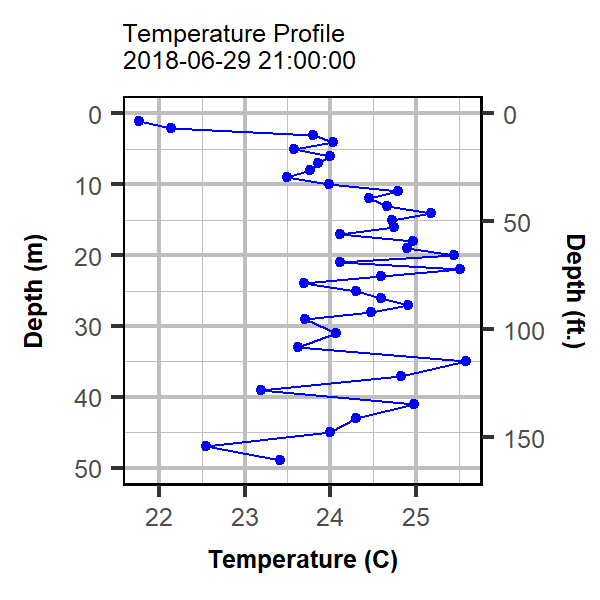 Temperature Profile
2018-06-29 21:00:00
0
10
20
30
40
50
Depth (m)
0
50
100
150
Depth (ft.)
22 23 24 25
Temperature (C)